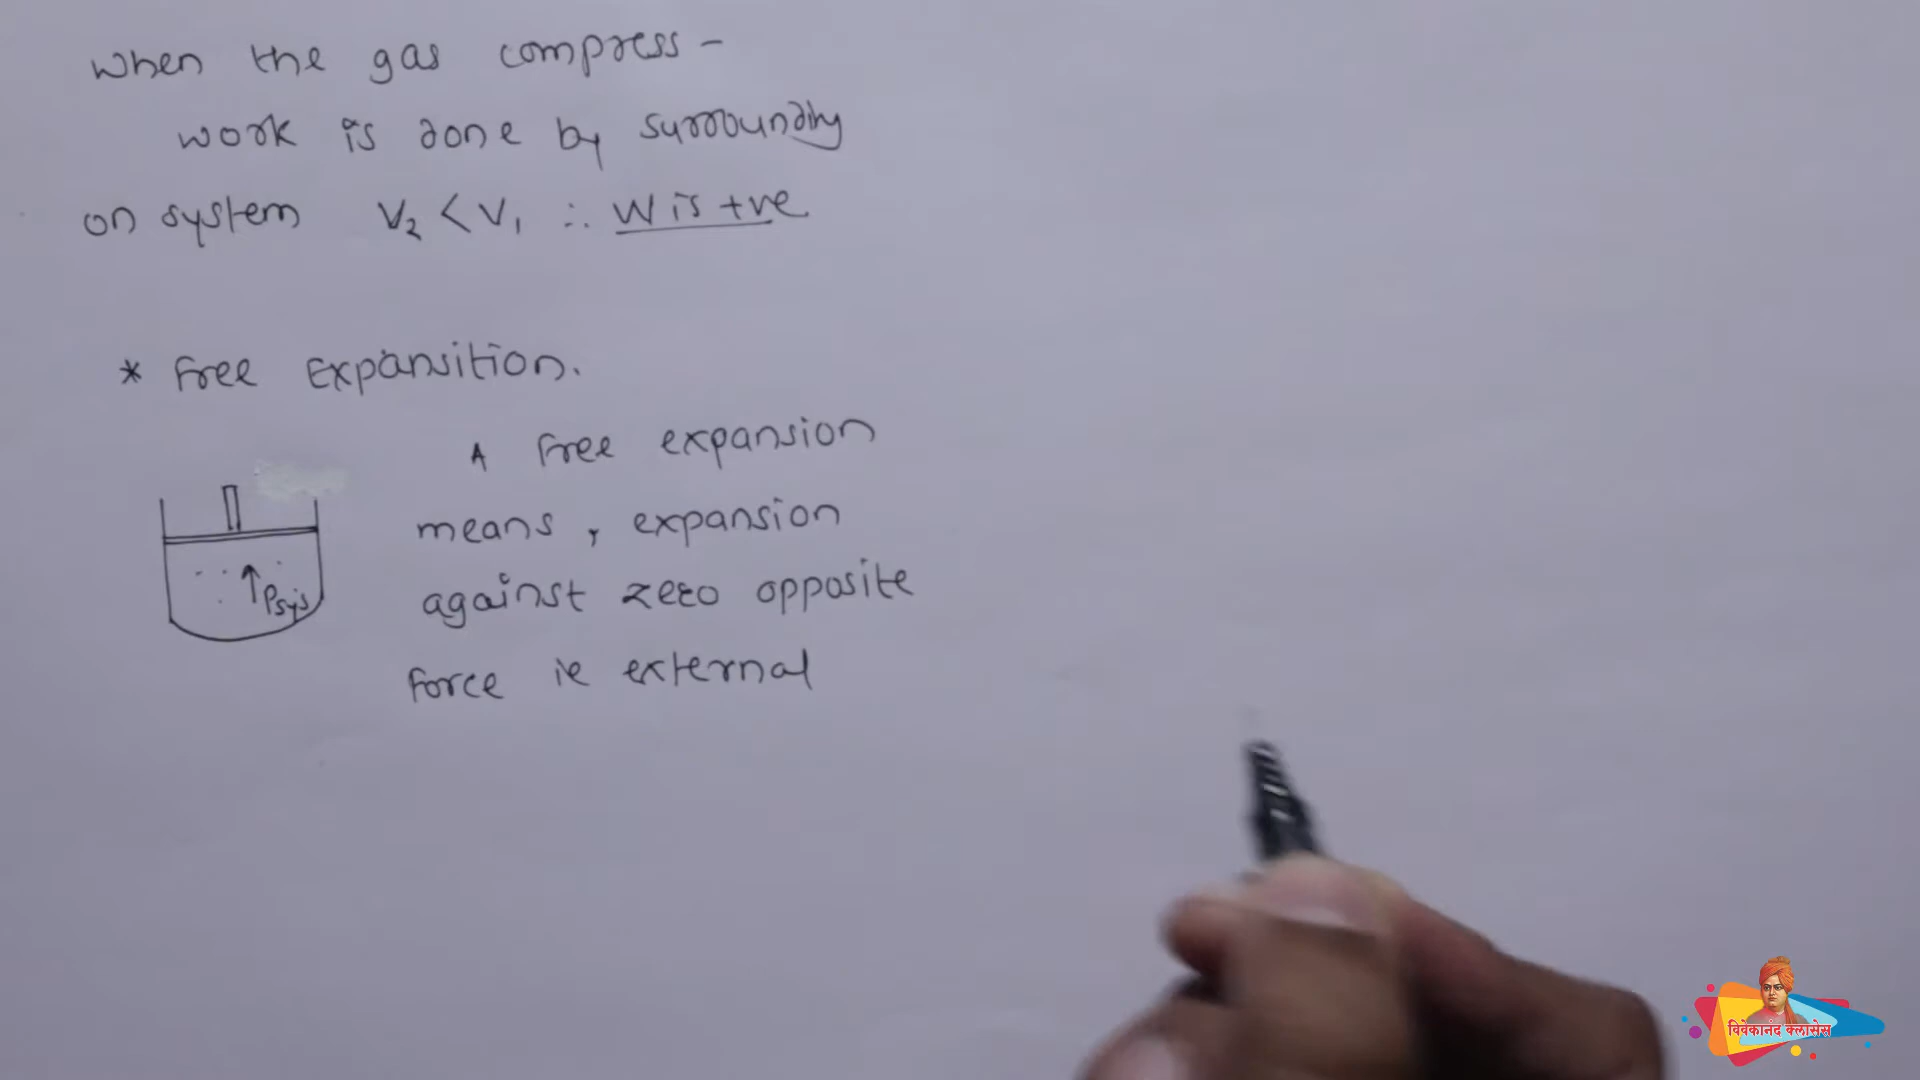 When the gas compress -
work is done by surrounding
on system V₂ < V₁ ∴ W is +ve
* Free Expansition.
A free expansion
means, expansion
against zero opposite
force ie external
Psys
विवेकानंद क्लासेस